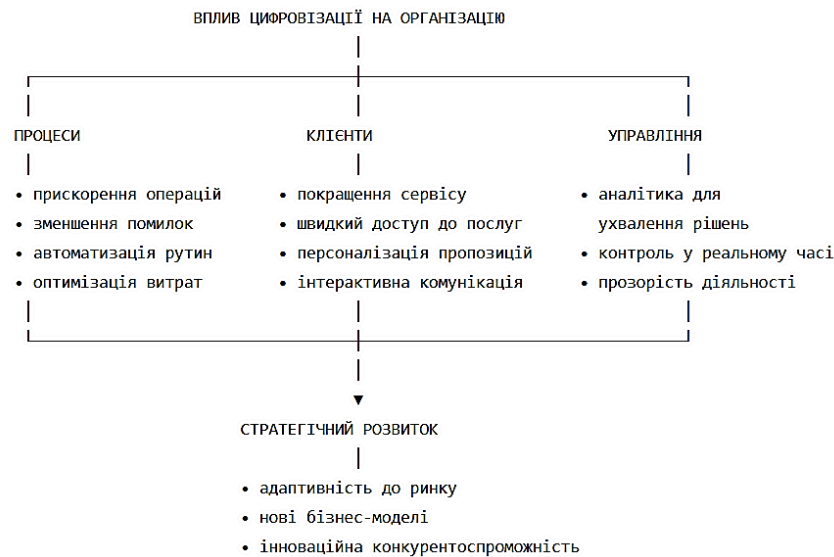 ВПЛИВ ЦИФРОВІЗАЦІЇ НА ОРГАНІЗАЦІЮ
ПРОЦЕСИ
• прискорення операцій
• зменшення помилок
• автоматизація рутин
• оптимізація витрат
КЛІЄНТИ
• покращення сервісу
• швидкий доступ до послуг
• персоналізація пропозицій
• інтерактивна комунікація
УПРАВЛІННЯ
• аналітика для
ухвалення рішень
• контроль у реальному часі
• прозорість діяльності
СТРАТЕГІЧНИЙ РОЗВИТОК
• адаптивність до ринку
• нові бізнес-моделі
• інноваційна конкурентоспроможність